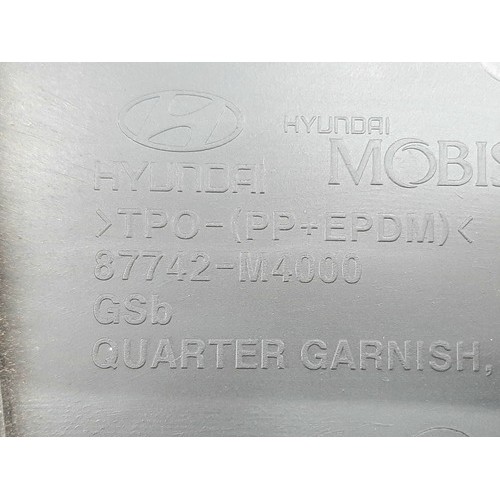 HYUNDAI
MOBIS
HYUNDAI
>TPO-(PP+EPDM)<
87742-M4000
GSb
QUARTER GARNISH,